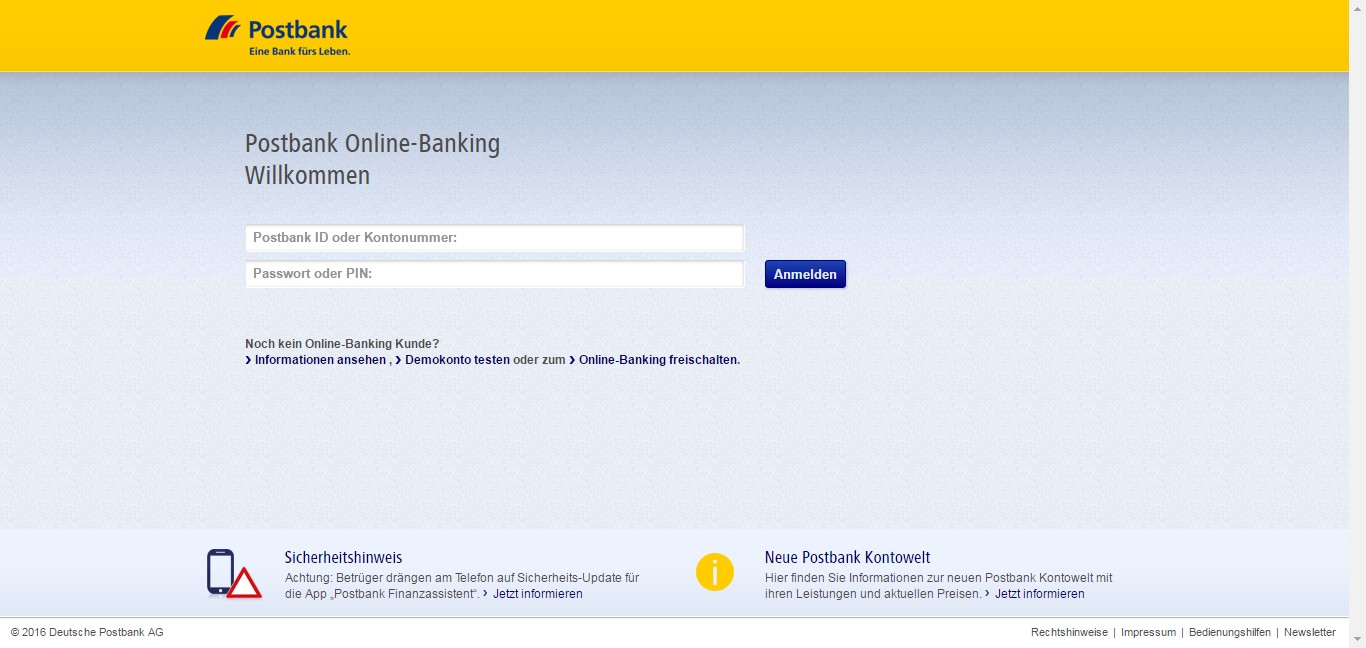 Postbank
Eine Bank fürs Leben.
Postbank Online-Banking
Willkommen
Postbank ID oder Kontonummer:
Passwort oder PIN:
Anmelden
Noch kein Online-Banking Kunde?
› Informationen ansehen , › Demokonto testen oder zum › Online-Banking freischalten.
Sicherheitshinweis
Achtung: Betrüger drängen am Telefon auf Sicherheits-Update für
die App „Postbank Finanzassistent“. › Jetzt informieren
Neue Postbank Kontowelt
Hier finden Sie Informationen zur neuen Postbank Kontowelt mit
ihren Leistungen und aktuellen Preisen. › Jetzt informieren
© 2016 Deutsche Postbank AG
Rechtshinweise | Impressum | Bedienungshilfen | Newsletter